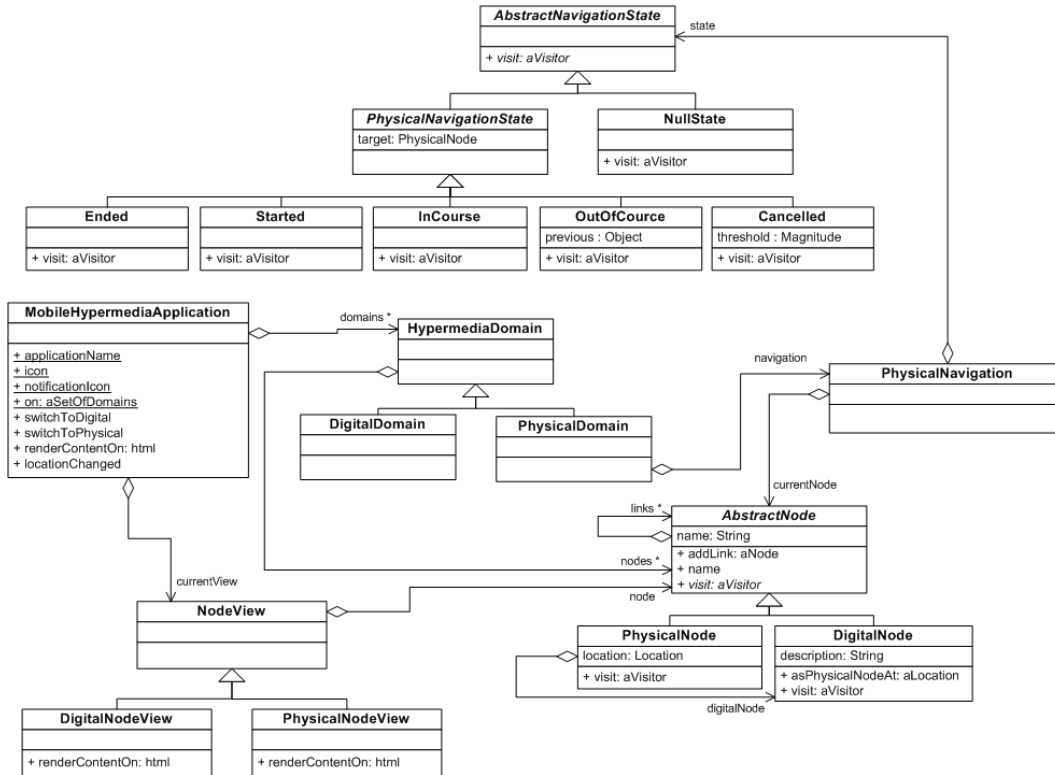 AbstractNavigationState
+ visit: aVisitor
state
PhysicalNavigationState
target: PhysicalNode
NullState
+ visit: aVisitor
Ended
+ visit: aVisitor
Started
+ visit: aVisitor
InCourse
+ visit: aVisitor
OutOfCource
previous : Object
+ visit: aVisitor
Cancelled
threshold : Magnitude
+ visit: aVisitor
MobileHypermediaApplication
+ applicationName
+ icon
+ notificationIcon
+ on: aSetOfDomains
+ switchToDigital
+ switchToPhysical
+ renderContentOn: html
+ locationChanged
domains *
HypermediaDomain
navigation
PhysicalNavigation
DigitalDomain
PhysicalDomain
currentNode
links *
AbstractNode
name: String
+ addLink: aNode
+ name
+ visit: aVisitor
nodes *
node
currentView
NodeView
PhysicalNode
location: Location
+ visit: aVisitor
DigitalNode
description: String
+ asPhysicalNodeAt: aLocation
+ visit: aVisitor
digitalNode
DigitalNodeView
+ renderContentOn: html
PhysicalNodeView
+ renderContentOn: html